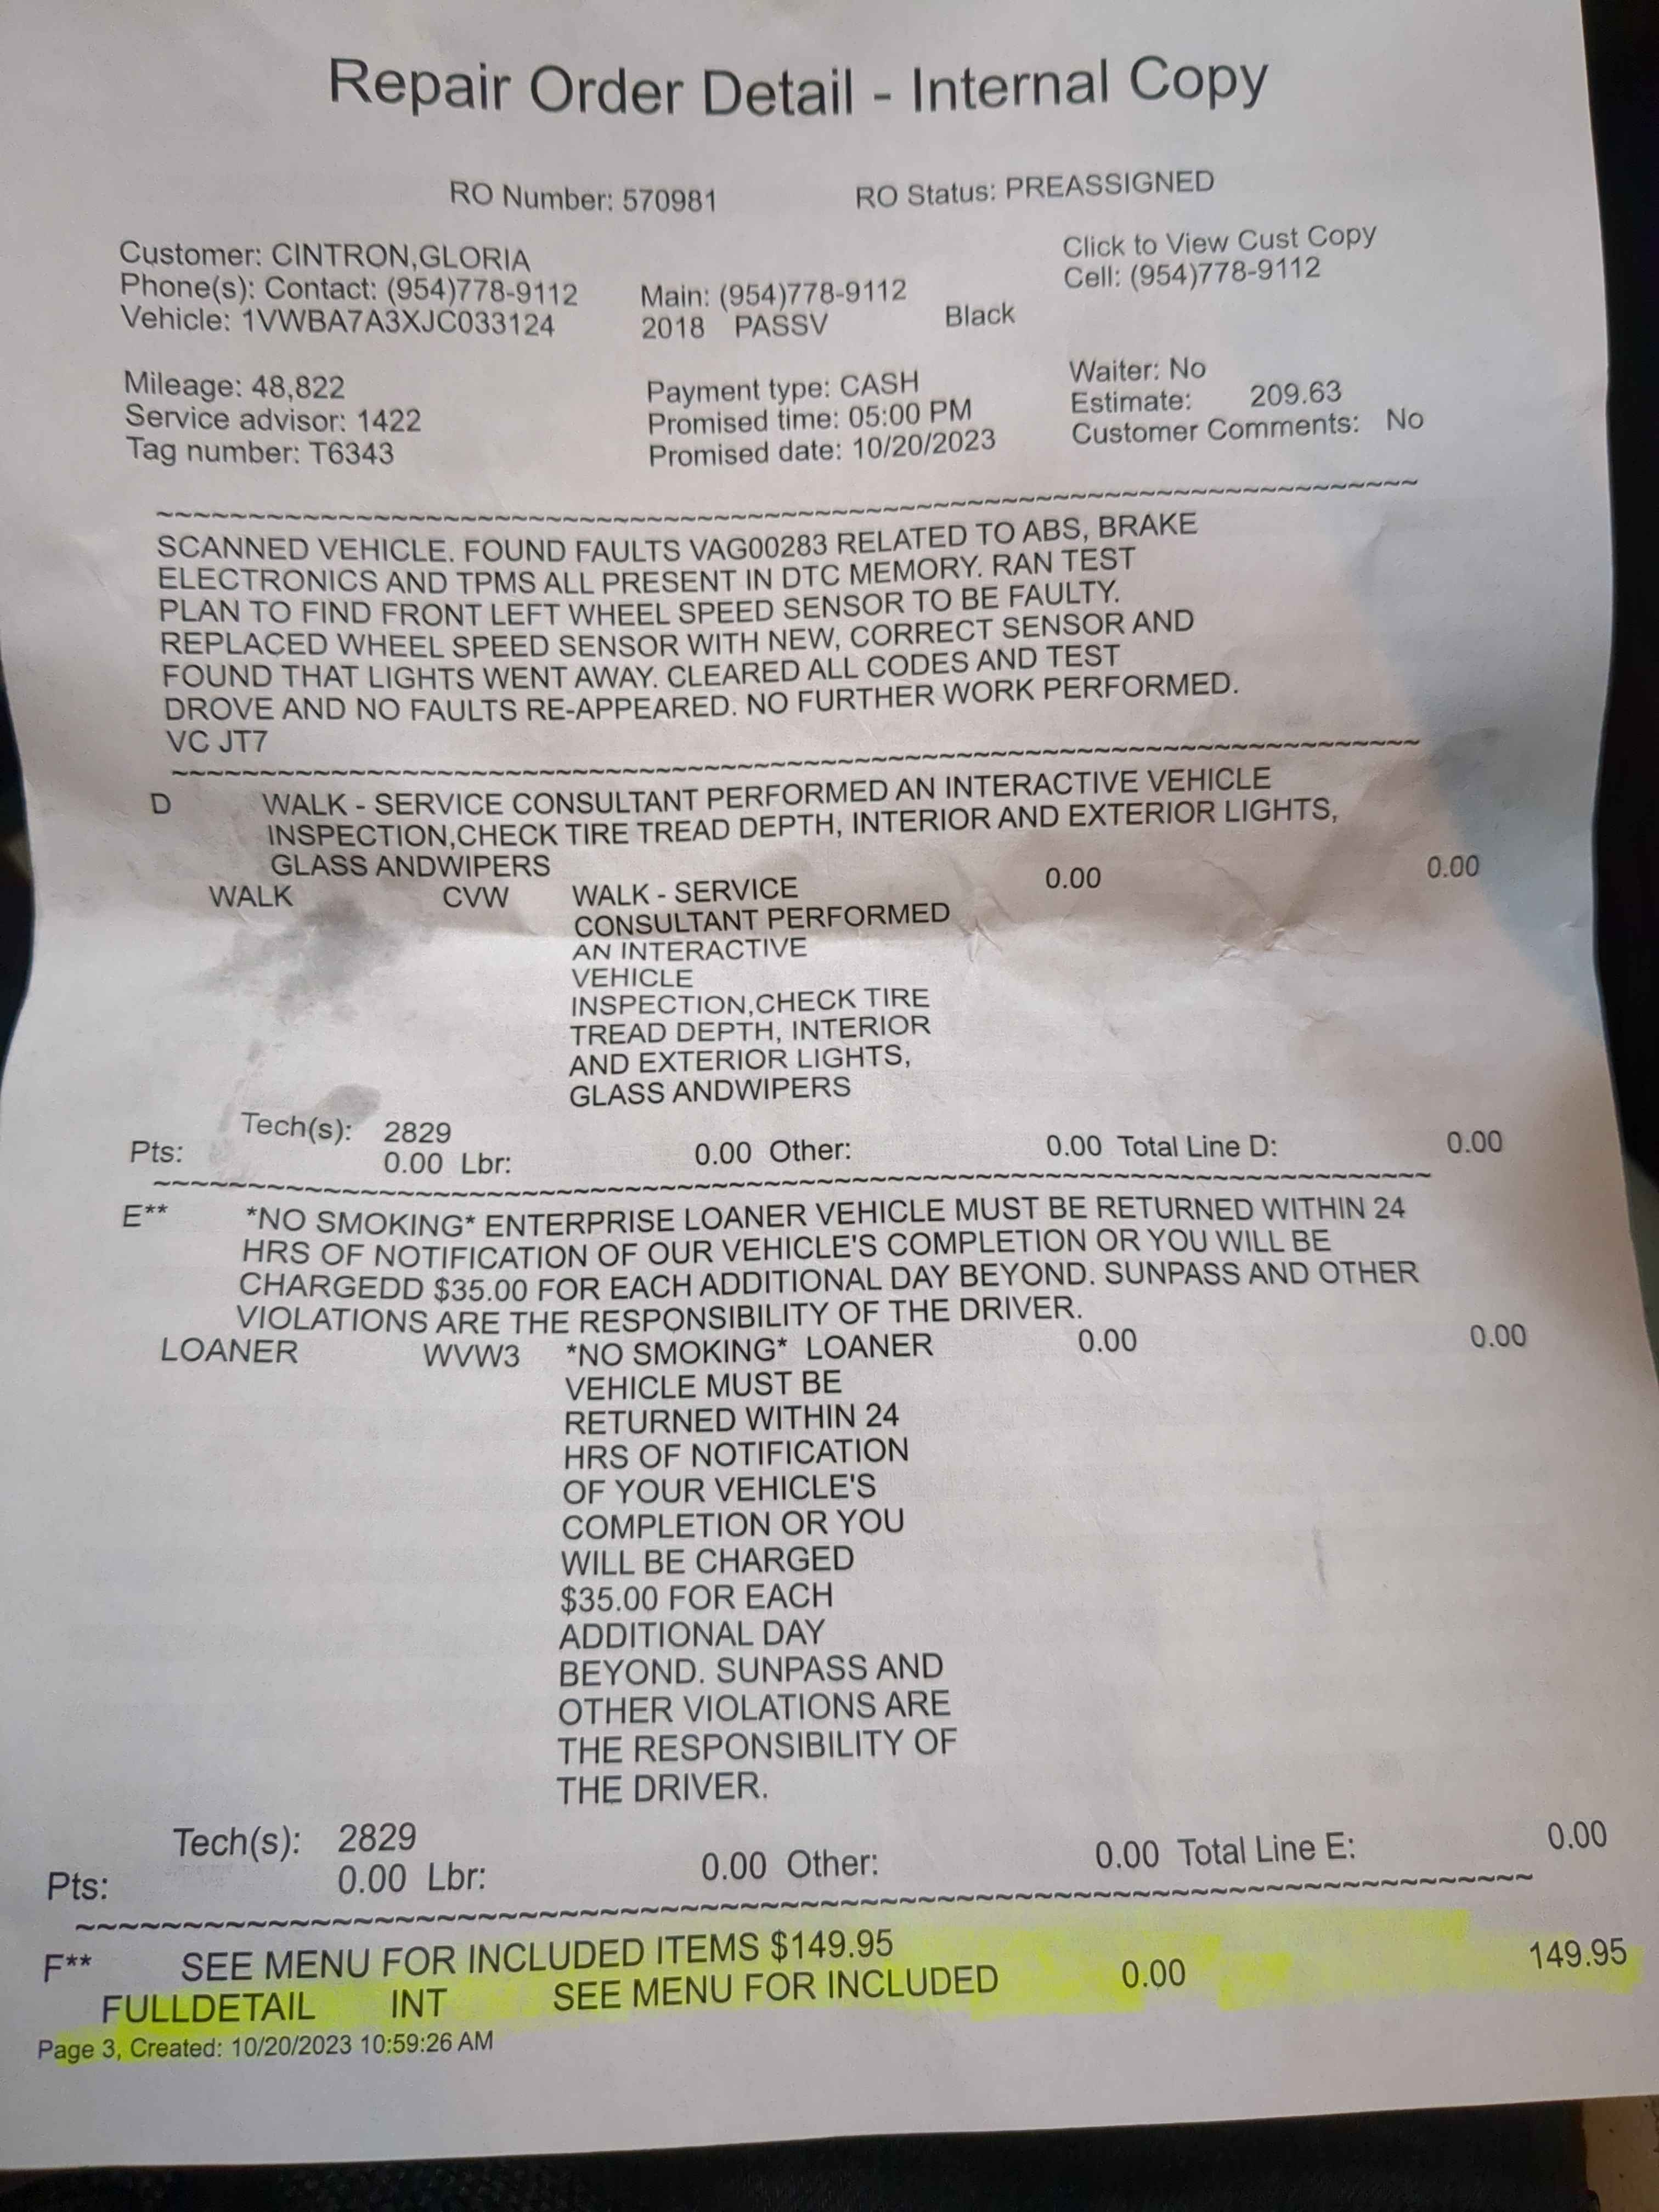 Repair Order Detail - Internal Copy
RO Number: 570981 RO Status: PREASSIGNED
Customer: CINTRON,GLORIA Click to View Cust Copy
Phone(s): Contact: (954)778-9112 Main: (954)778-9112 Cell: (954)778-9112
Vehicle: 1VWBA7A3XJC033124 2018 PASSV Black
Mileage: 48,822 Payment type: CASH Waiter: No
Service advisor: 1422 Promised time: 05:00 PM Estimate: 209.63
Tag number: T6343 Promised date: 10/20/2023 Customer Comments: No
~~~~~~~~~~~~~~~~~~~~~~~~~~~~~~~~~~~~~~~~
SCANNED VEHICLE. FOUND FAULTS VAG00283 RELATED TO ABS, BRAKE
ELECTRONICS AND TPMS ALL PRESENT IN DTC MEMORY. RAN TEST
PLAN TO FIND FRONT LEFT WHEEL SPEED SENSOR TO BE FAULTY.
REPLACED WHEEL SPEED SENSOR WITH NEW, CORRECT SENSOR AND
FOUND THAT LIGHTS WENT AWAY. CLEARED ALL CODES AND TEST
DROVE AND NO FAULTS RE-APPEARED. NO FURTHER WORK PERFORMED.
VC JT7
~~~~~~~~~~~~~~~~~~~~~~~~~~~~~~~~~~~~~~~~
D WALK - SERVICE CONSULTANT PERFORMED AN INTERACTIVE VEHICLE
INSPECTION,CHECK TIRE TREAD DEPTH, INTERIOR AND EXTERIOR LIGHTS,
GLASS ANDWIPERS
WALK CVW WALK - SERVICE 0.00 0.00
CONSULTANT PERFORMED
AN INTERACTIVE
VEHICLE
INSPECTION,CHECK TIRE
TREAD DEPTH, INTERIOR
AND EXTERIOR LIGHTS,
GLASS ANDWIPERS
Tech(s): 2829
Pts: 0.00 Lbr: 0.00 Other: 0.00 Total Line D: 0.00
~~~~~~~~~~~~~~~~~~~~~~~~~~~~~~~~~~~~~~~~
E** *NO SMOKING* ENTERPRISE LOANER VEHICLE MUST BE RETURNED WITHIN 24
HRS OF NOTIFICATION OF OUR VEHICLE'S COMPLETION OR YOU WILL BE
CHARGEDD $35.00 FOR EACH ADDITIONAL DAY BEYOND. SUNPASS AND OTHER
VIOLATIONS ARE THE RESPONSIBILITY OF THE DRIVER.
LOANER WVW3 *NO SMOKING* LOANER 0.00 0.00
VEHICLE MUST BE
RETURNED WITHIN 24
HRS OF NOTIFICATION
OF YOUR VEHICLE'S
COMPLETION OR YOU
WILL BE CHARGED
$35.00 FOR EACH
ADDITIONAL DAY
BEYOND. SUNPASS AND
OTHER VIOLATIONS ARE
THE RESPONSIBILITY OF
THE DRIVER.
Tech(s): 2829
Pts: 0.00 Lbr: 0.00 Other: 0.00 Total Line E: 0.00
~~~~~~~~~~~~~~~~~~~~~~~~~~~~~~~~~~~~~~~~
F** SEE MENU FOR INCLUDED ITEMS $149.95
FULLDETAIL INT SEE MENU FOR INCLUDED 0.00 149.95
Page 3, Created: 10/20/2023 10:59:26 AM